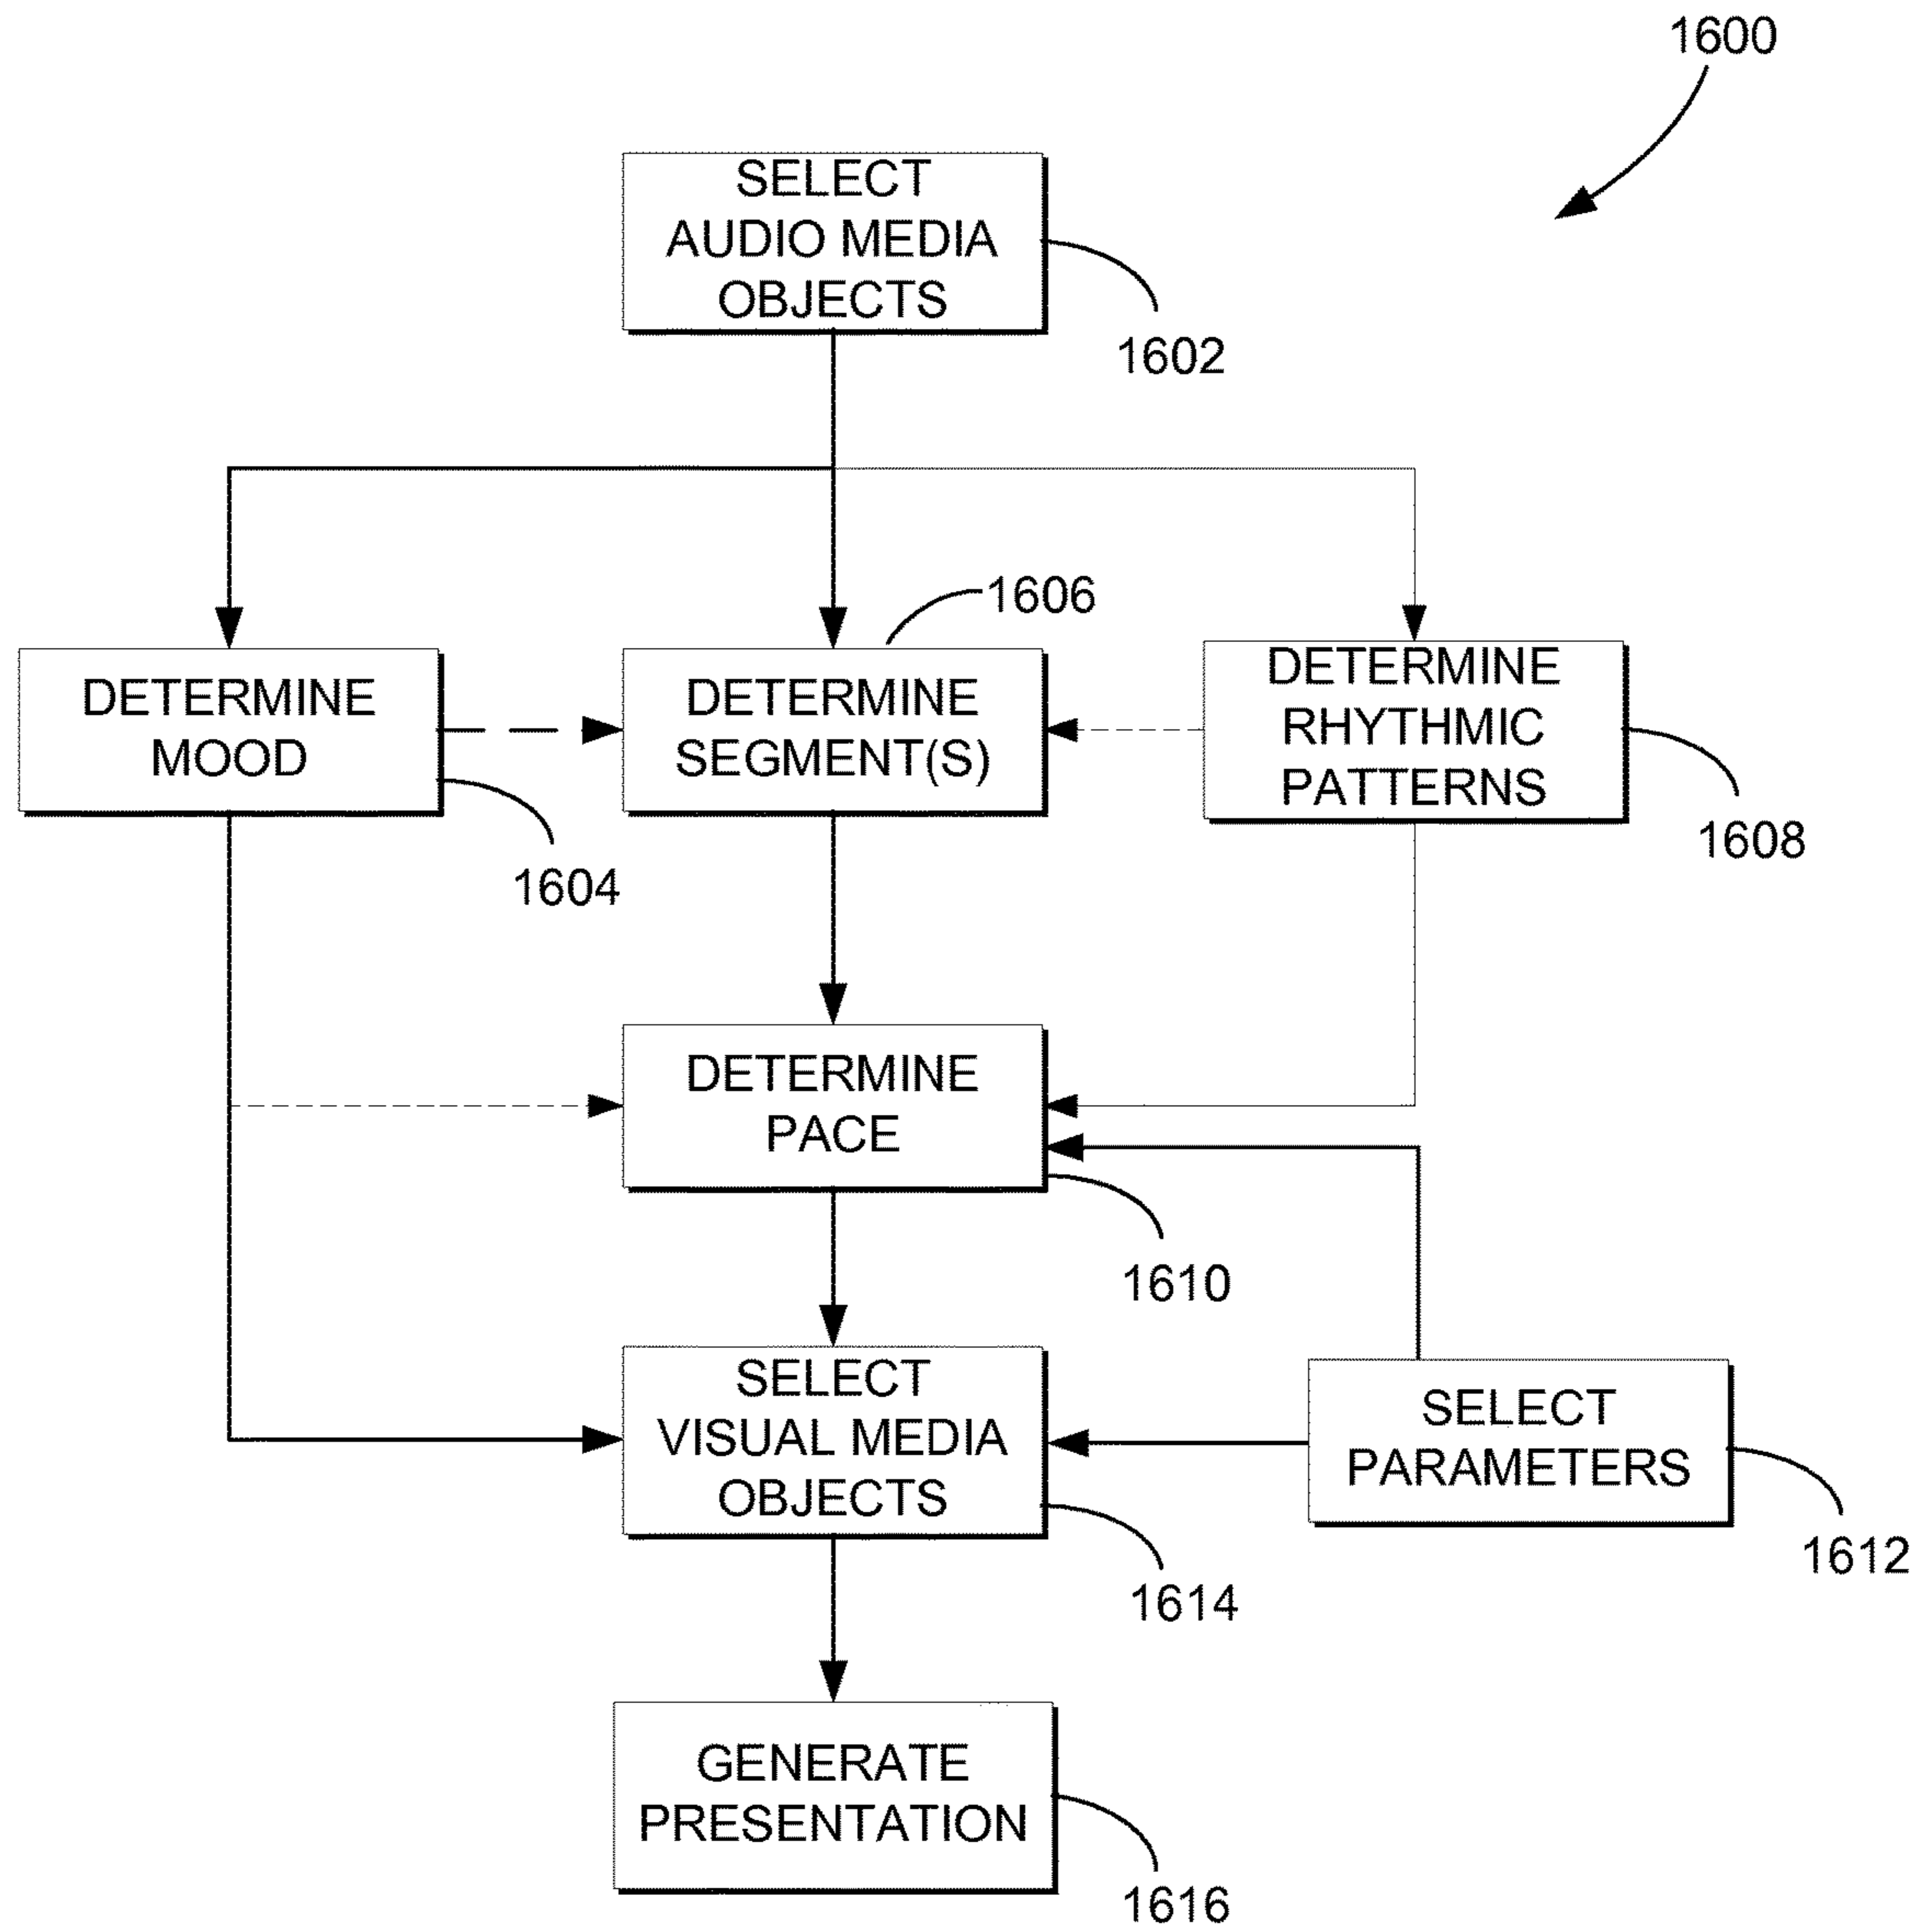 1600
SELECT
AUDIO MEDIA
OBJECTS
1602
1606
DETERMINE
MOOD
1604
DETERMINE
SEGMENT(S)
DETERMINE
RHYTHMIC
PATTERNS
1608
DETERMINE
PACE
1610
SELECT
VISUAL MEDIA
OBJECTS
1614
SELECT
PARAMETERS
1612
GENERATE
PRESENTATION
1616